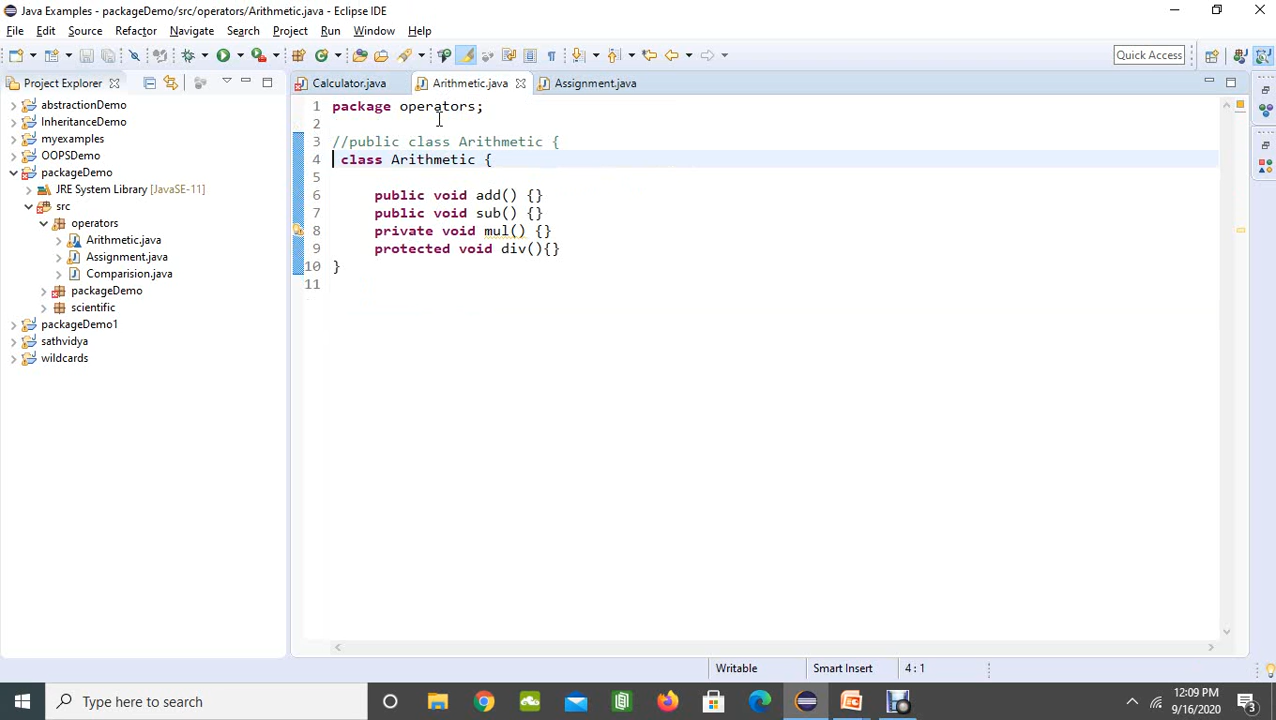 Java Examples - packageDemo/src/operators/Arithmetic.java - Eclipse IDE
File Edit Source Refactor Navigate Search Project Run Window Help
Quick Access
Project Explorer
abstractionDemo
InheritanceDemo
myexamples
OOPSDemo
packageDemo
JRE System Library [JavaSE-11]
src
operators
Arithmetic.java
Assignment.java
Comparision.java
packageDemo
scientific
packageDemo1
sathvidya
wildcards
Calculator.java Arithmetic.java Assignment.java
1 package operators;
2
3 //public class Arithmetic {
4 class Arithmetic {
5
6 public void add() {}
7 public void sub() {}
8 private void mul() {}
9 protected void div(){}
10 }
11
Writable Smart Insert 4 : 1
Type here to search
12:09 PM
9/16/2020
3